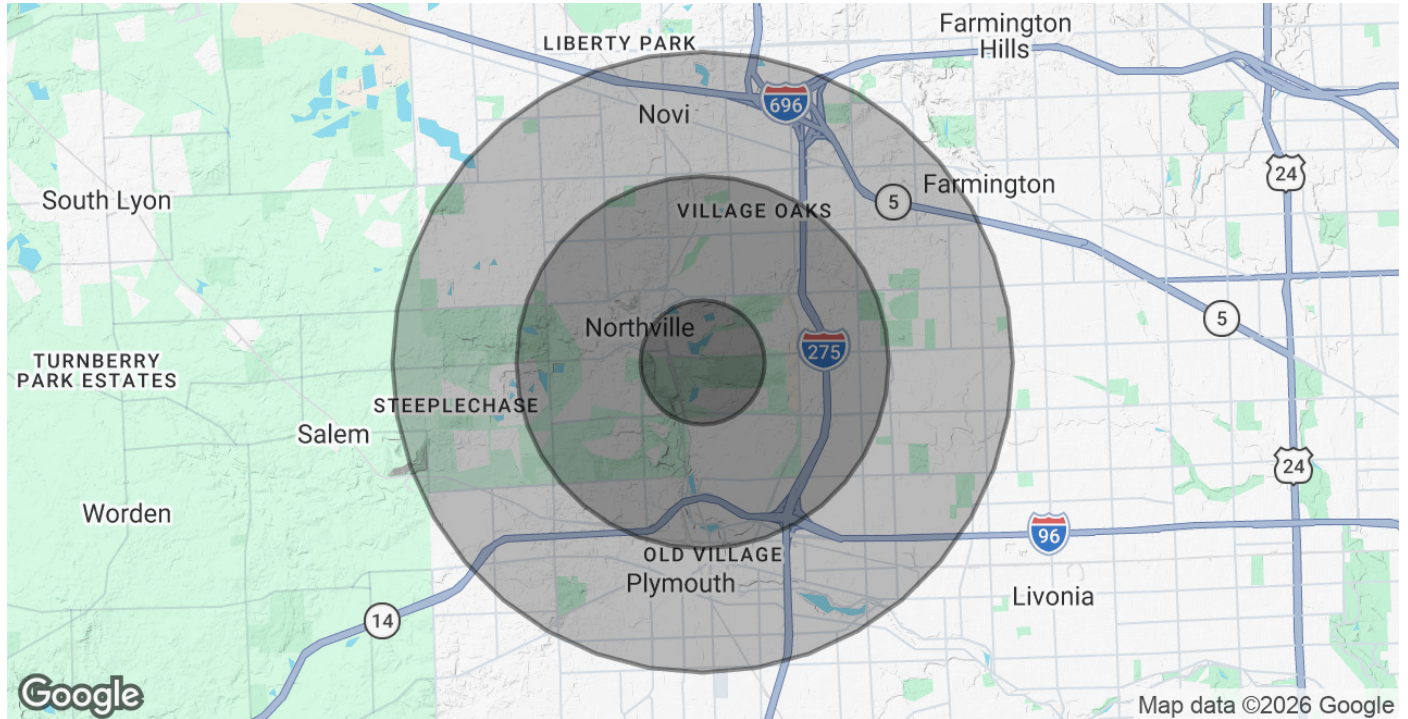 Farmington
Hills
LIBERTY PARK
696
Novi
24
South Lyon
Farmington
5
VILLAGE OAKS
5
Northville
275
TURNBERRY
PARK ESTATES
STEEPLECHASE
Salem
24
Worden
96
OLD VILLAGE
Plymouth
Livonia
14
Google
Map data ©2026 Google